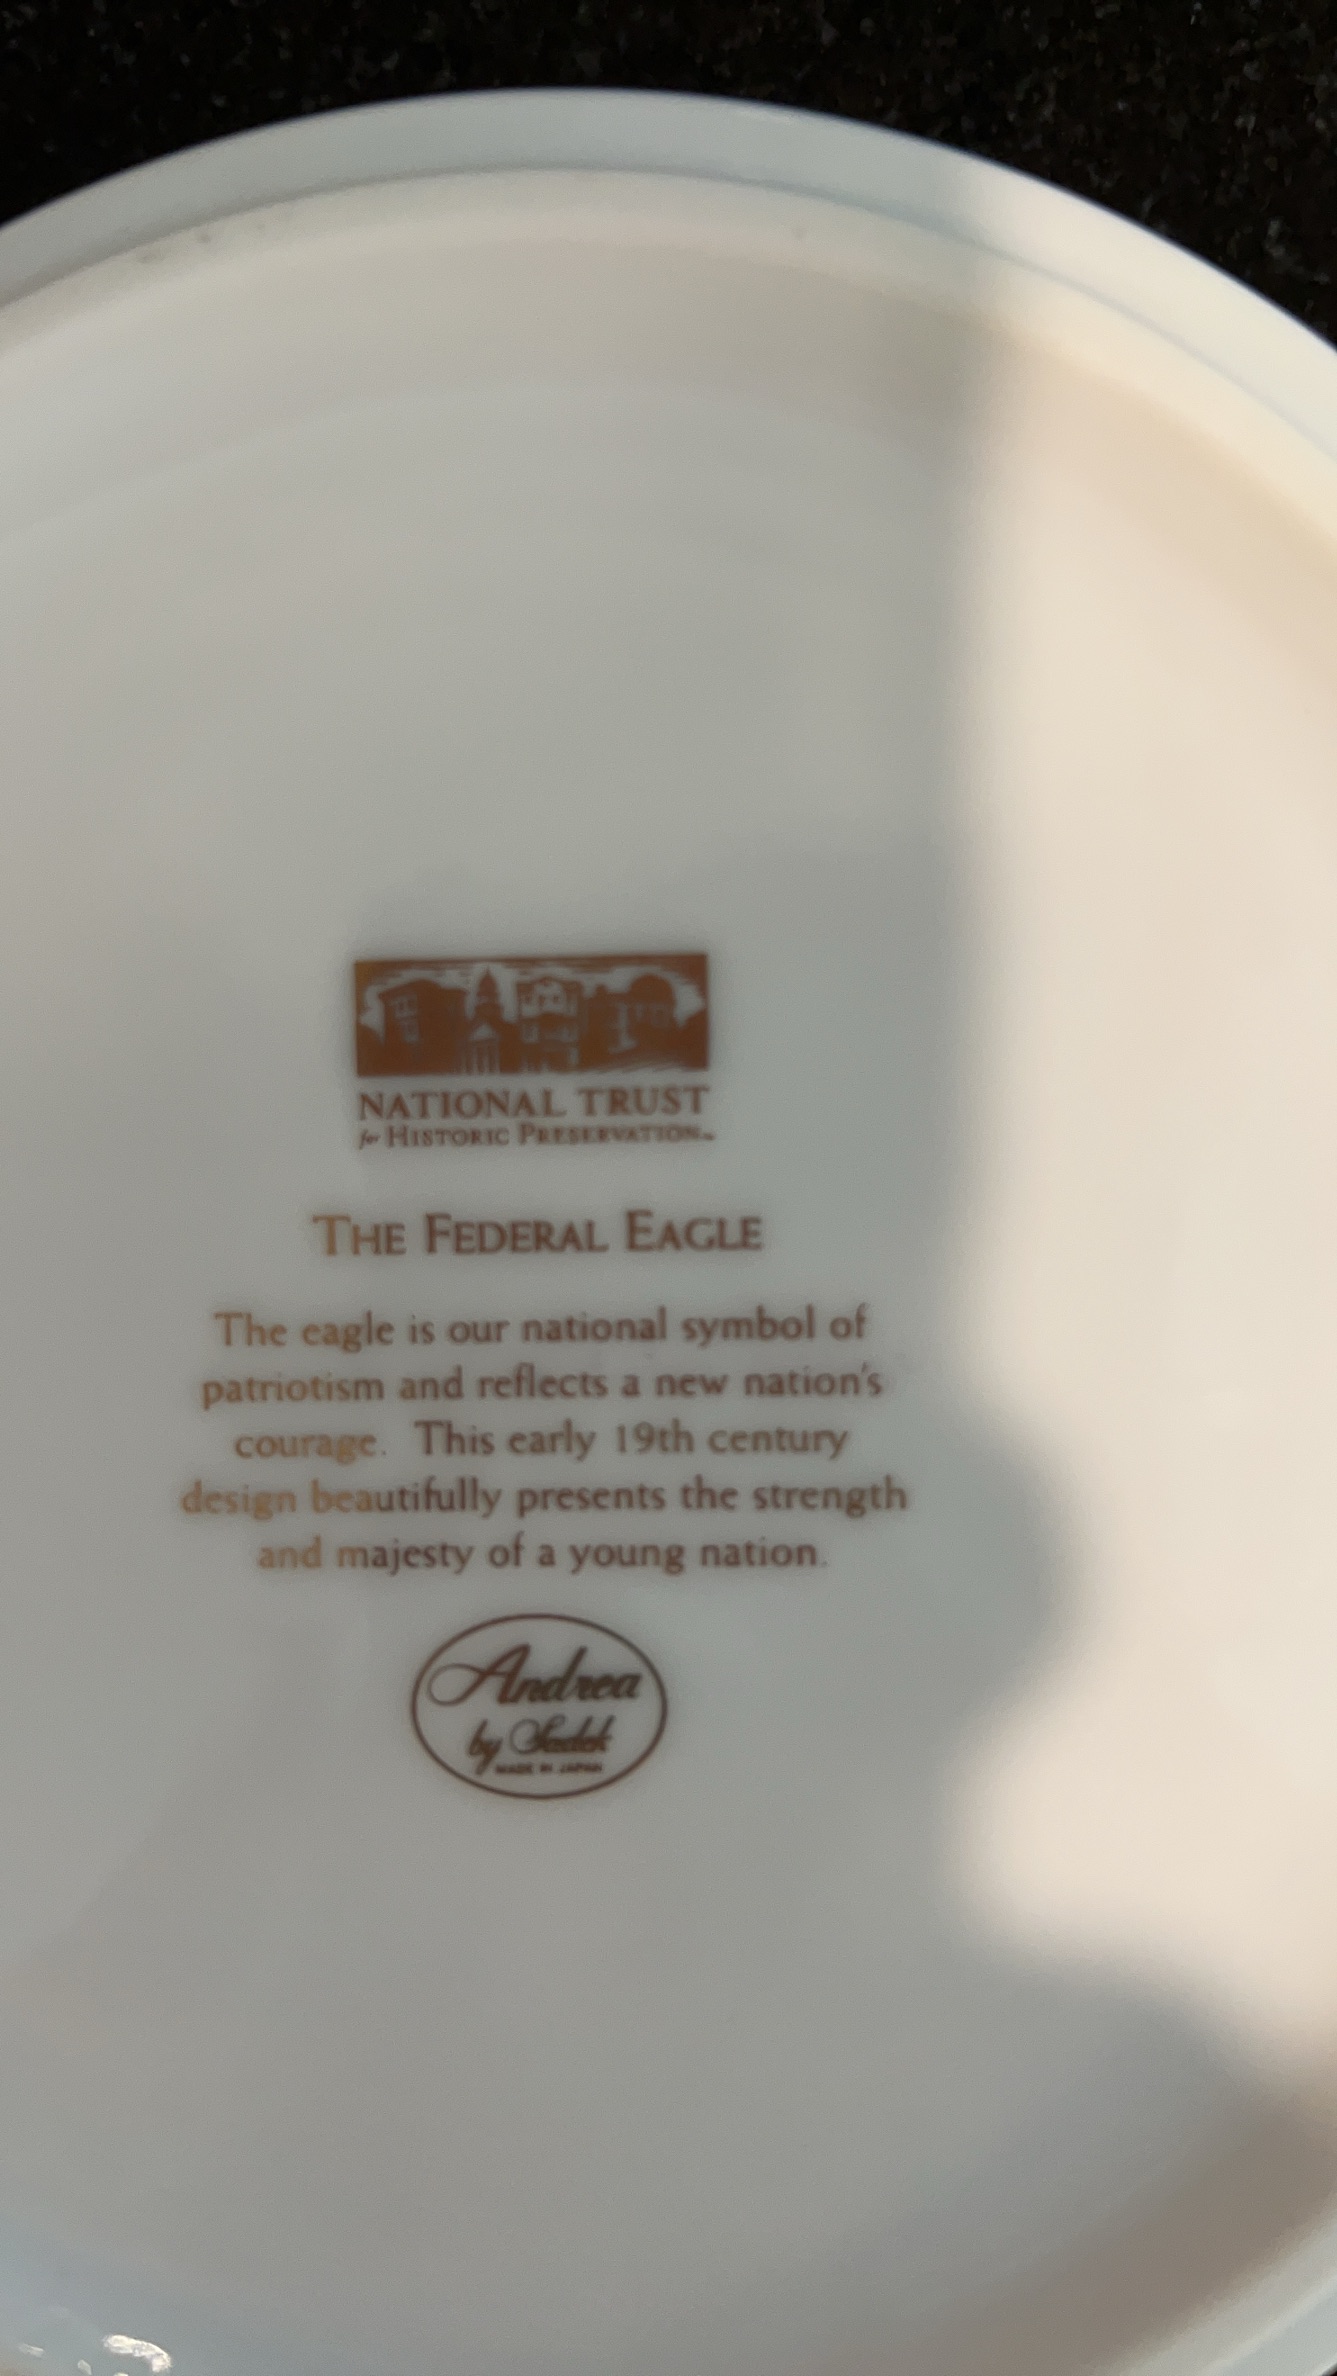 NATIONAL TRUST
for HISTORIC PRESERVATION™
THE FEDERAL EAGLE
The eagle is our national symbol of
patriotism and reflects a new nation's
courage. This early 19th century
design beautifully presents the strength
and majesty of a young nation.
Andrea
by Sadek
MADE IN JAPAN